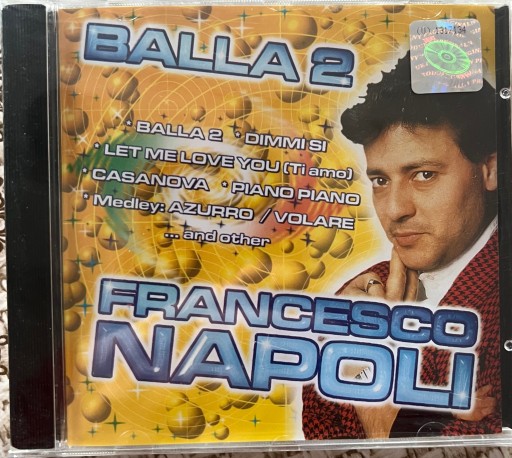 BALLA 2
* BALLA 2 * DIMMI SI
* LET ME LOVE YOU (Ti amo)
* CASANOVA * PIANO PIANO
* Medley: AZURRO / VOLARE
... and other
FRANCESCO
NAPOLI